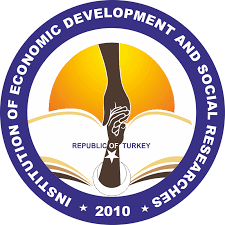 INSTITUTION OF ECONOMIC DEVELOPMENT AND SOCIAL RESEARCHES
REPUBLIC OF TURKEY
2010